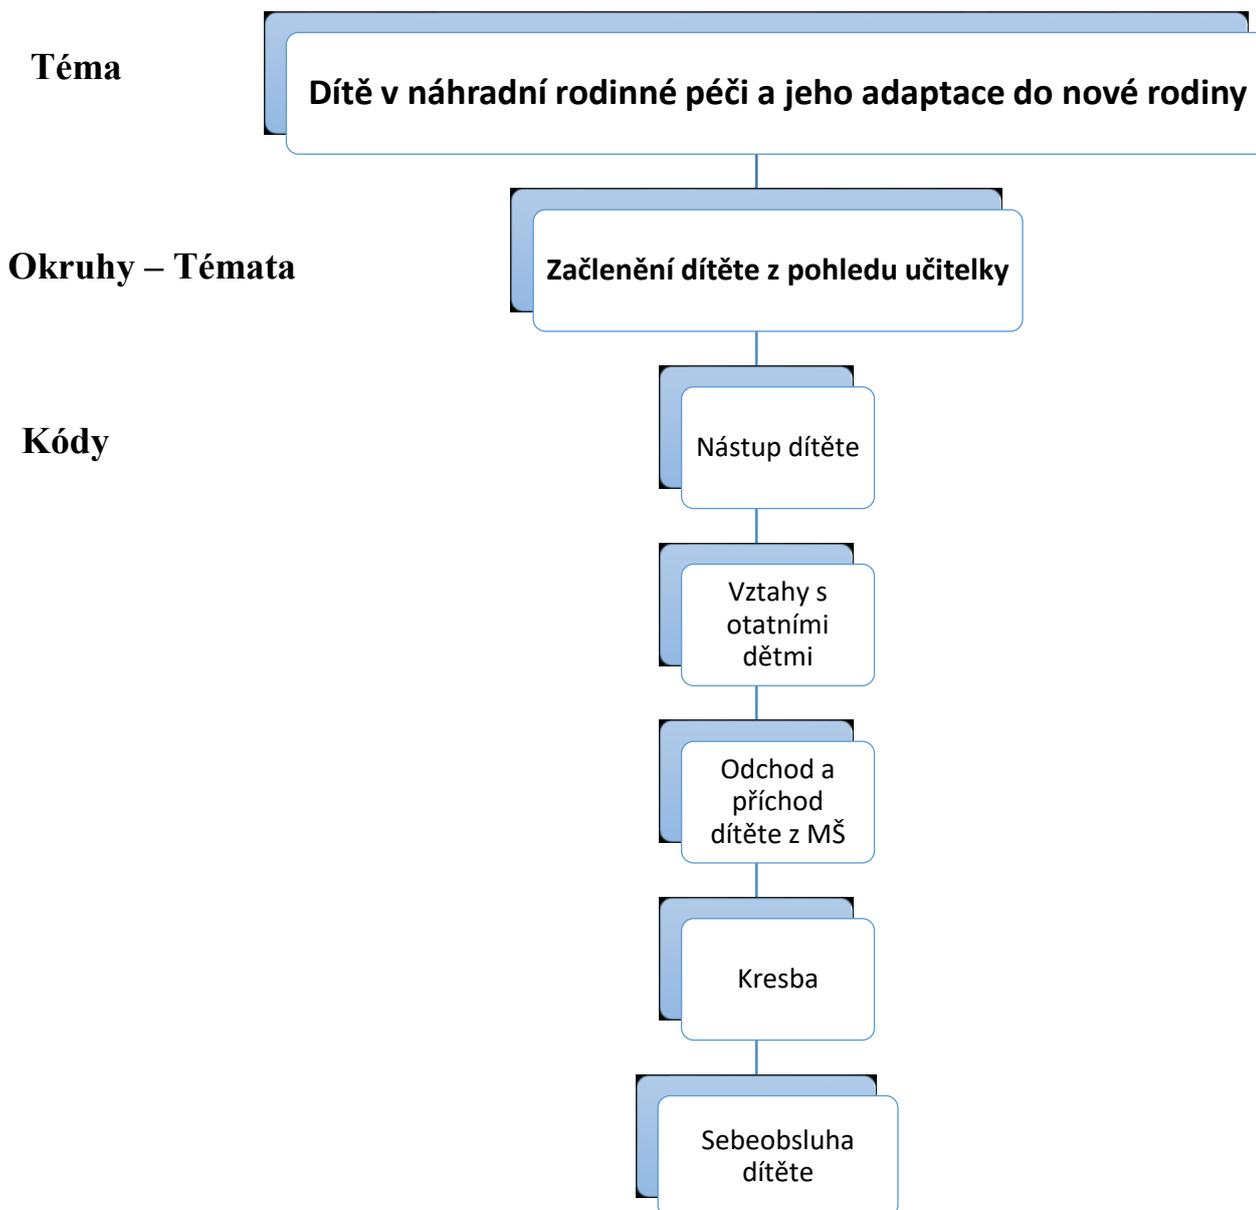 Téma
Dítě v náhradní rodinné péči a jeho adaptace do nové rodiny
Okruhy – Témata
Začlenění dítěte z pohledu učitelky
Kódy
Nástup dítěte
Vztahy s
otatními
dětmi
Odchod a
příchod
dítěte z MŠ
Kresba
Sebeobsluha
dítěte